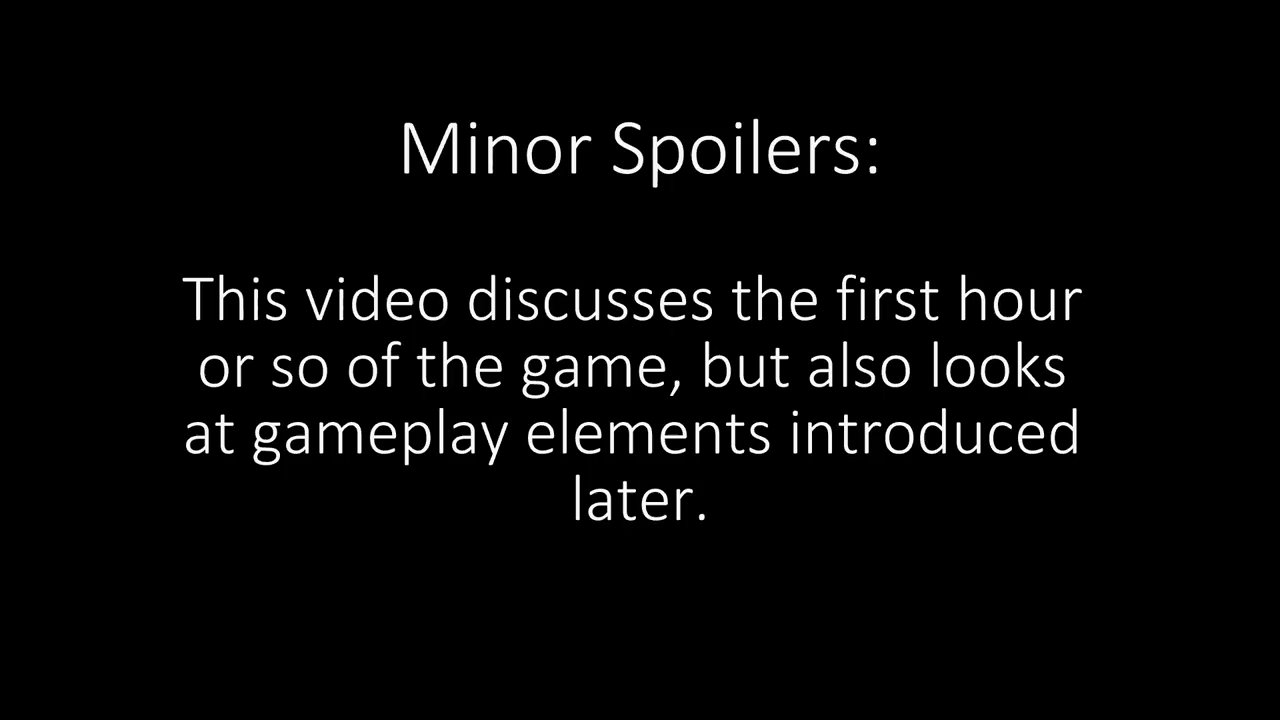 Minor Spoilers:
This video discusses the first hour
or so of the game, but also looks
at gameplay elements introduced
later.